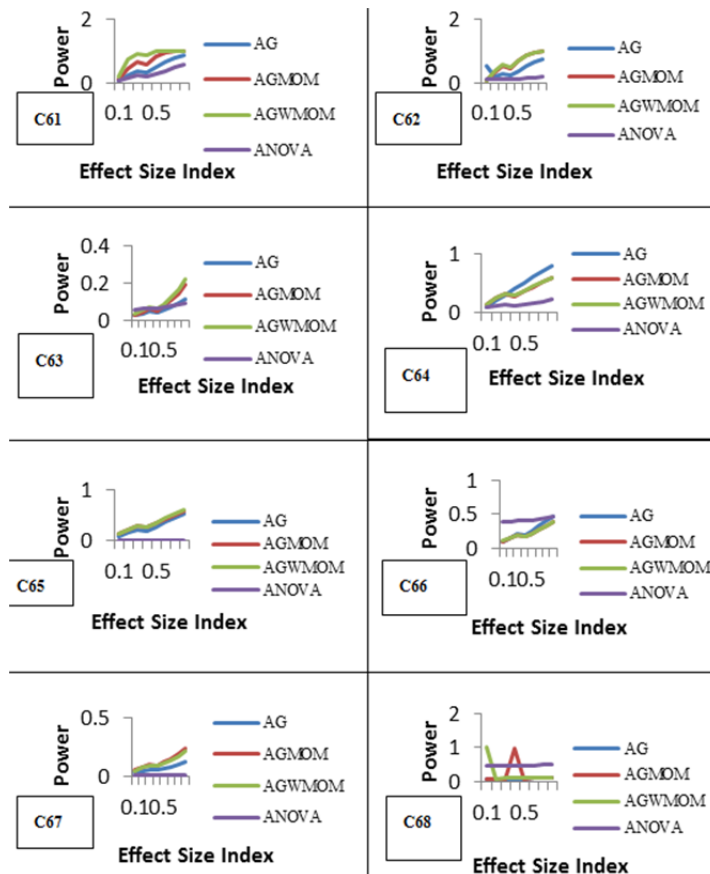 Power
2
1
0
0.1 0.5
C61
AG
AGMOM
AGWMOM
ANOVA
Effect Size Index
Power
2
1
0
0.1 0.5
C62
AG
AGMOM
AGWMOM
ANOVA
Effect Size Index
Power
0.4
0.2
0
0.10.5
C63
AG
AGMOM
AGWMOM
ANOVA
Effect Size Index
Power
1
0
0.1 0.5
C64
AG
AGMOM
AGWMOM
ANOVA
Effect Size Index
Power
1
0
0.1 0.5
C65
AG
AGMOM
AGWMOM
ANOVA
Effect Size Index
Power
1
0.5
0
0.10.5
C66
AG
AGMOM
AGWMOM
ANOVA
Effect Size Index
Power
0.5
0
0.10.5
C67
AG
AGMOM
AGWMOM
ANOVA
Effect Size Index
Power
2
1
0
0.1 0.5
C68
AG
AGMOM
AGWMOM
ANOVA
Effect Size Index